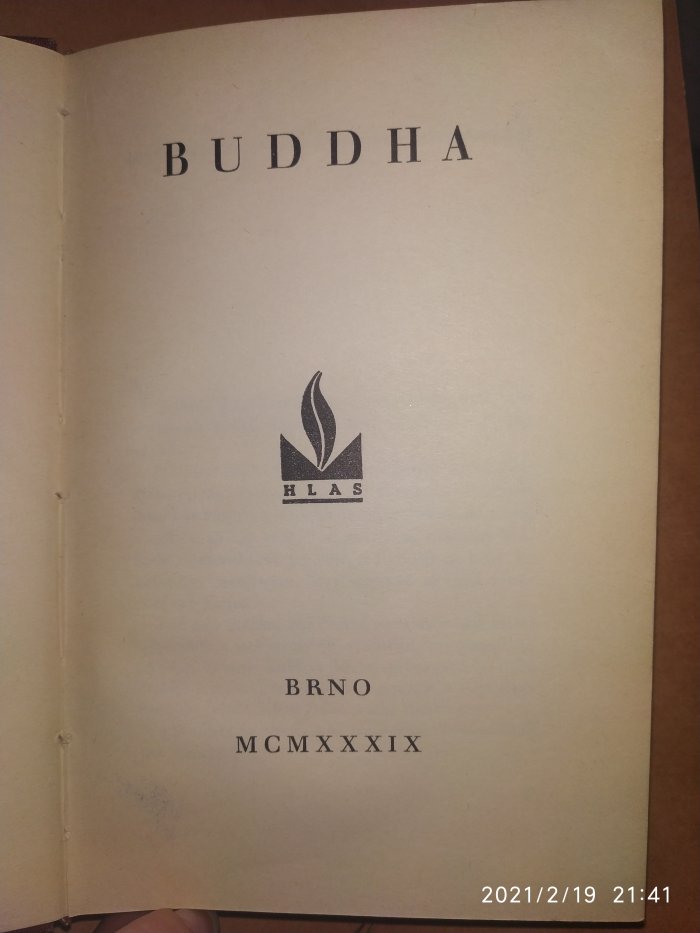 BUDDHA
HLAS
BRNO
MCMXXXIX
2021/2/19 21:41